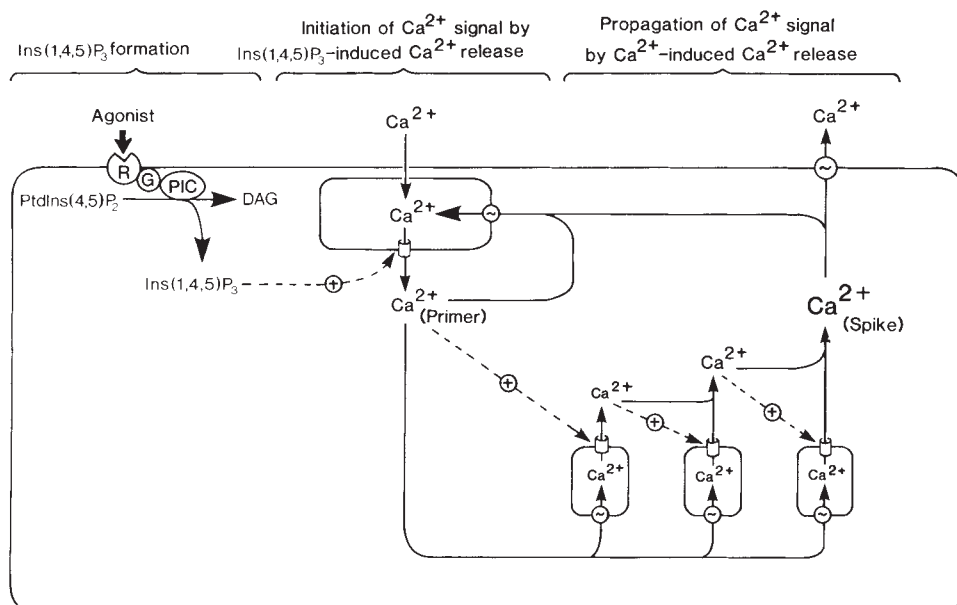 Ins(1,4,5)P₃ formation
Initiation of Ca²⁺ signal by
Ins(1,4,5)P₃-induced Ca²⁺ release
Propagation of Ca²⁺ signal
by Ca²⁺-induced Ca²⁺ release
Agonist
R
G
PIC
PtdIns(4,5)P₂
DAG
Ins(1,4,5)P₃
+
Ca²⁺
Ca²⁺
~
Ca²⁺
(Primer)
+
Ca²⁺
+
Ca²⁺
+
Ca²⁺
~
Ca²⁺
(Spike)
Ca²⁺
~
Ca²⁺
~
Ca²⁺
~